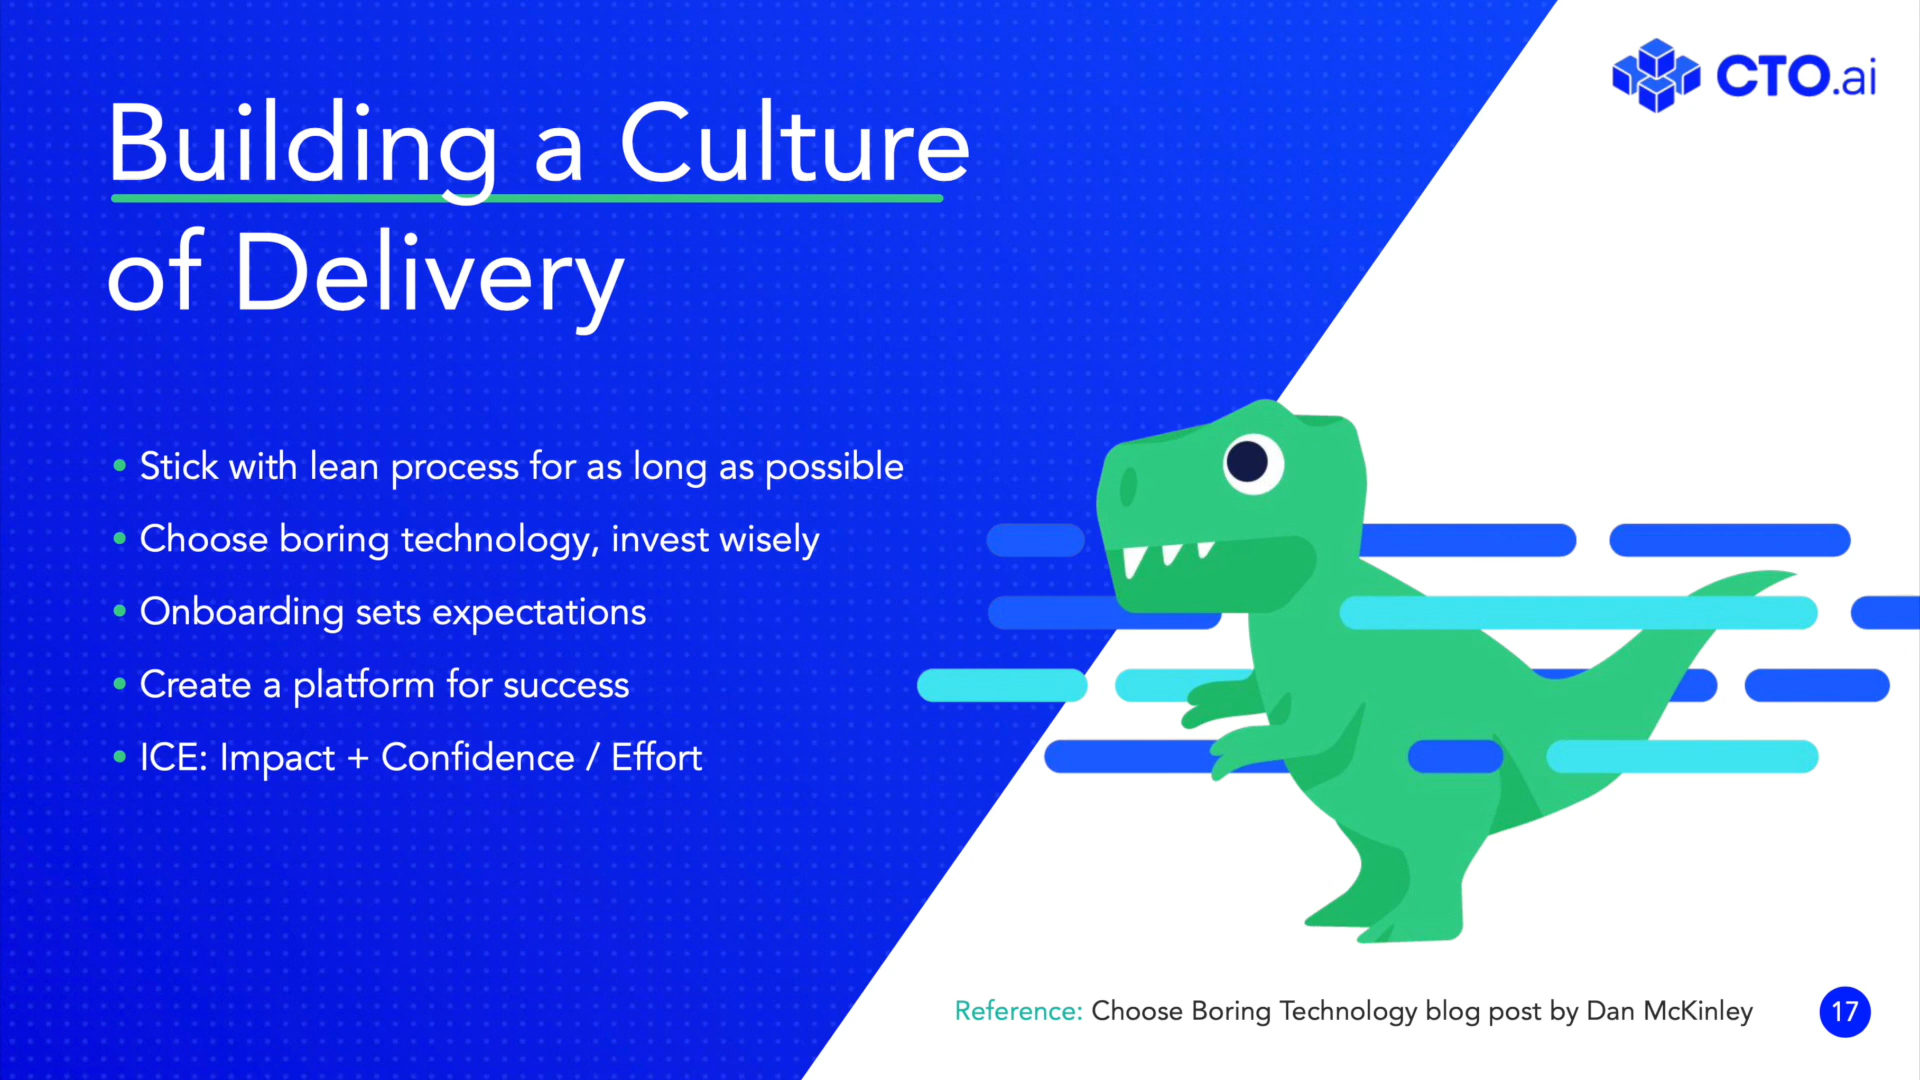 CTO.ai
Building a Culture
of Delivery
• Stick with lean process for as long as possible
• Choose boring technology, invest wisely
• Onboarding sets expectations
• Create a platform for success
• ICE: Impact + Confidence / Effort
Reference: Choose Boring Technology blog post by Dan McKinley
17